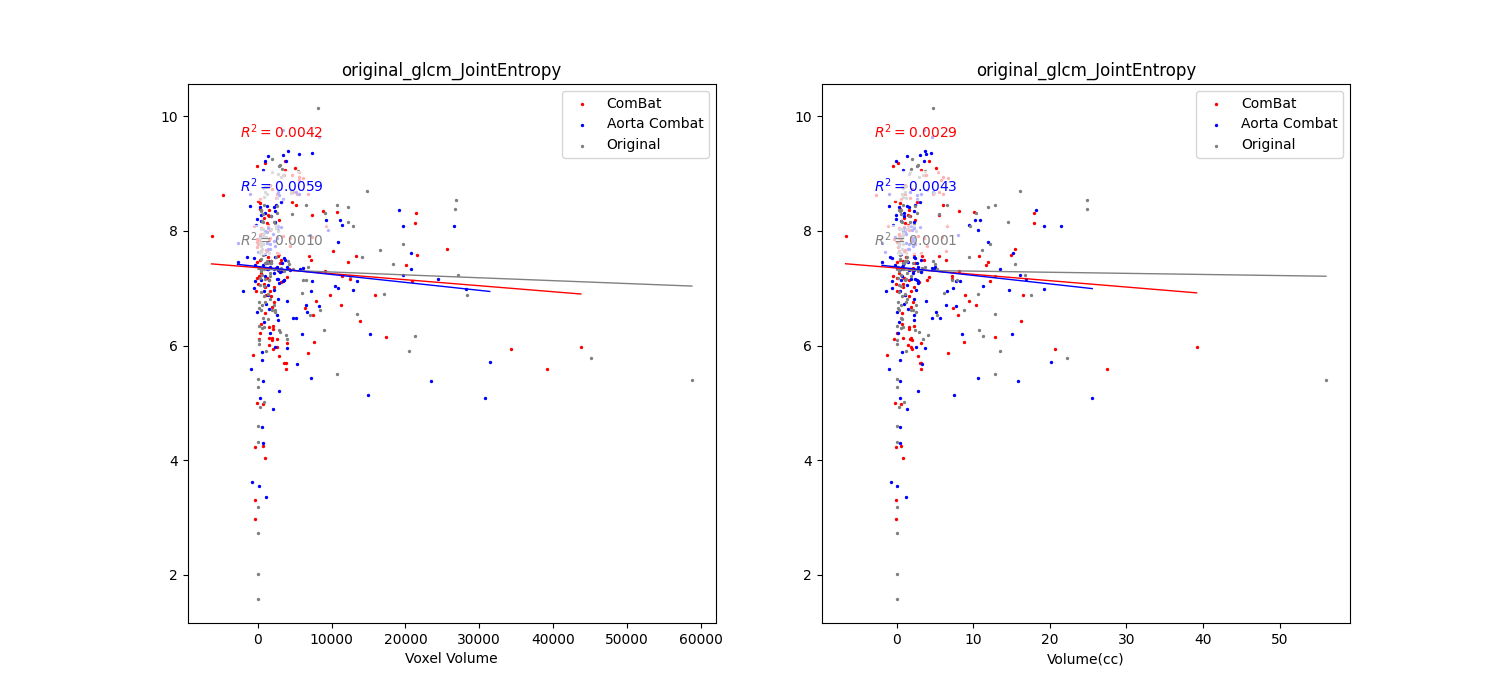 original_glcm_JointEntropy
ComBat
Aorta Combat
Original
R² = 0.0042
R² = 0.0059
R² = 0.0010
10
8
6
4
2
0
10000
20000
30000
40000
50000
60000
Voxel Volume
original_glcm_JointEntropy
ComBat
Aorta Combat
Original
R² = 0.0029
R² = 0.0043
R² = 0.0001
10
8
6
4
2
0
10
20
30
40
50
Volume(cc)